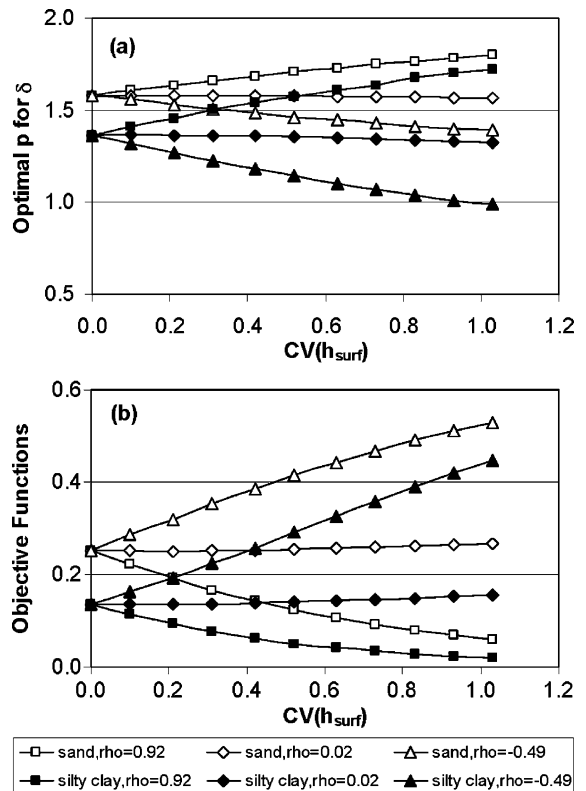 (a)
Optimal p for δ
2.0
1.5
1.0
0.5
0.0 0.2 0.4 0.6 0.8 1.0 1.2
CV(hsurf)
(b)
Objective Functions
0.6
0.4
0.2
0.0
0.0 0.2 0.4 0.6 0.8 1.0 1.2
CV(hsurf)
sand,rho=0.92 sand,rho=0.02 sand,rho=-0.49
silty clay,rho=0.92 silty clay,rho=0.02 silty clay,rho=-0.49